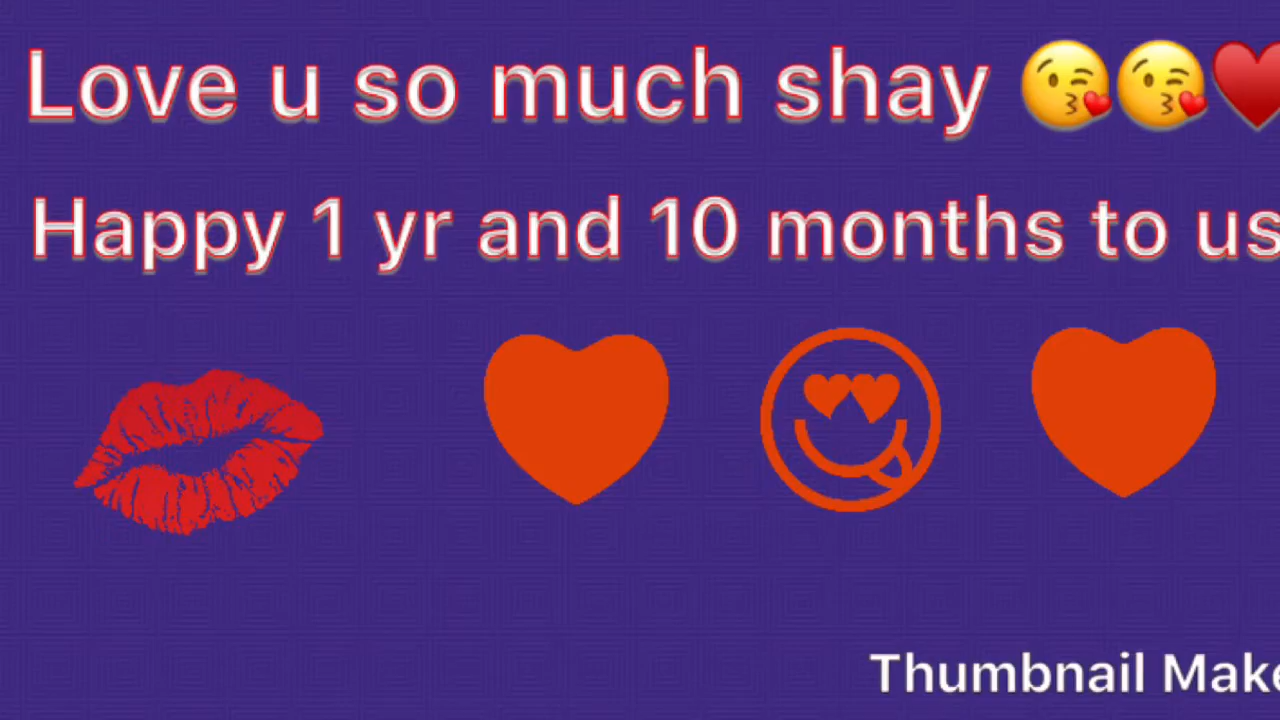 Love u so much shay 😘😘❤
Happy 1 yr and 10 months to us
Thumbnail Make